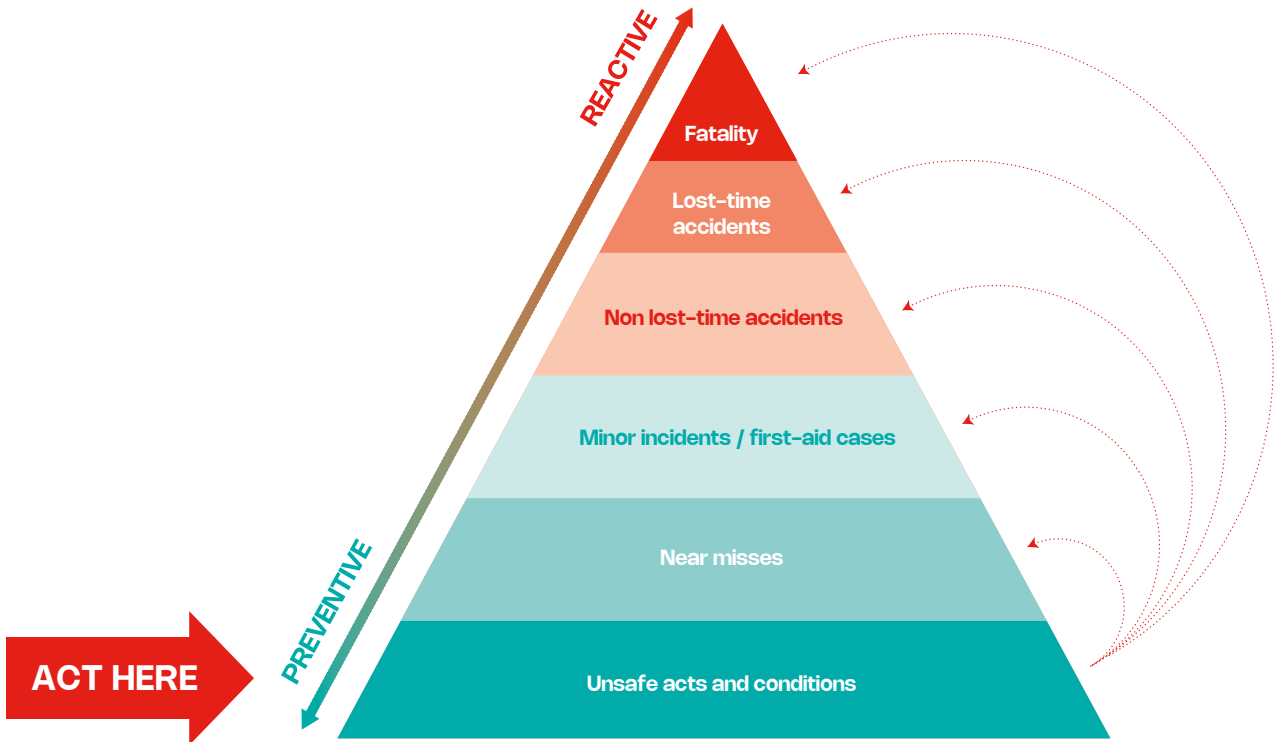 REACTIVE
Fatality
Lost-time
accidents
Non lost-time accidents
Minor incidents / first-aid cases
Near misses
PREVENTIVE
ACT HERE
Unsafe acts and conditions